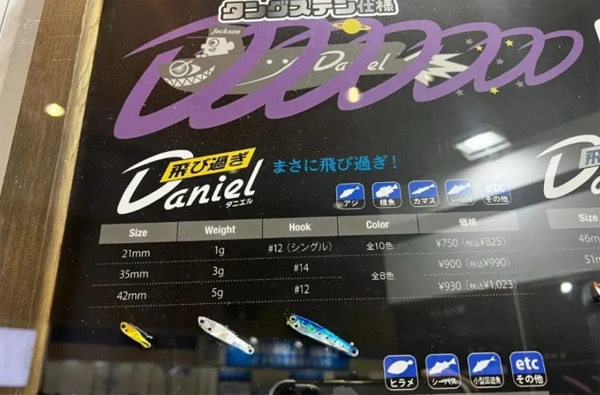 タングステン仕様
Jackson
Daniel
飛び過ぎ
Daniel
ダニエル
まさに飛び過ぎ！
アジ 根魚 カマス シーバス etc その他
Size Weight Hook Color 価格
21mm 1g #12 (シングル) 全10色 ¥750 (税込¥825)
35mm 3g #14 全8色 ¥900 (税込¥990)
42mm 5g #12 ¥930 (税込¥1,023)
46m
51m
ヒラメ シーバス 小型回遊魚 etc その他